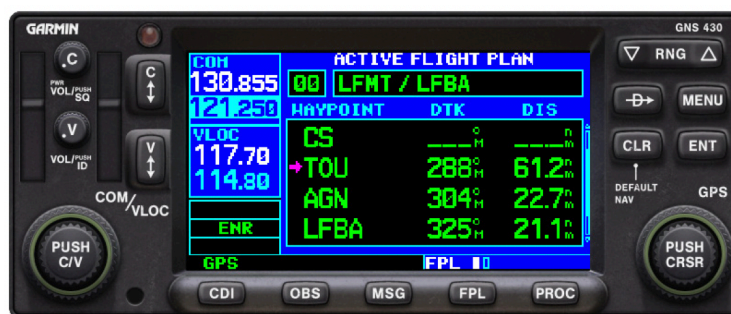 GARMIN
GNS 430
.C
PWR
VOL/PUSH SQ
C
.V
VOL/PUSH ID
V
COM/VLOC
PUSH C/V
COM
130.855
121.250
VLOC
117.70
114.80
ENR
GPS
ACTIVE FLIGHT PLAN
00 LFMT / LFBA
WAYPOINT DTK DIS
CS ___°M ___._nm
TOU 288°M 61.2nm
AGN 304°M 22.7nm
LFBA 325°M 21.1nm
FPL
RNG
D
MENU
CLR
ENT
DEFAULT NAV
GPS
PUSH CRSR
CDI
OBS
MSG
FPL
PROC